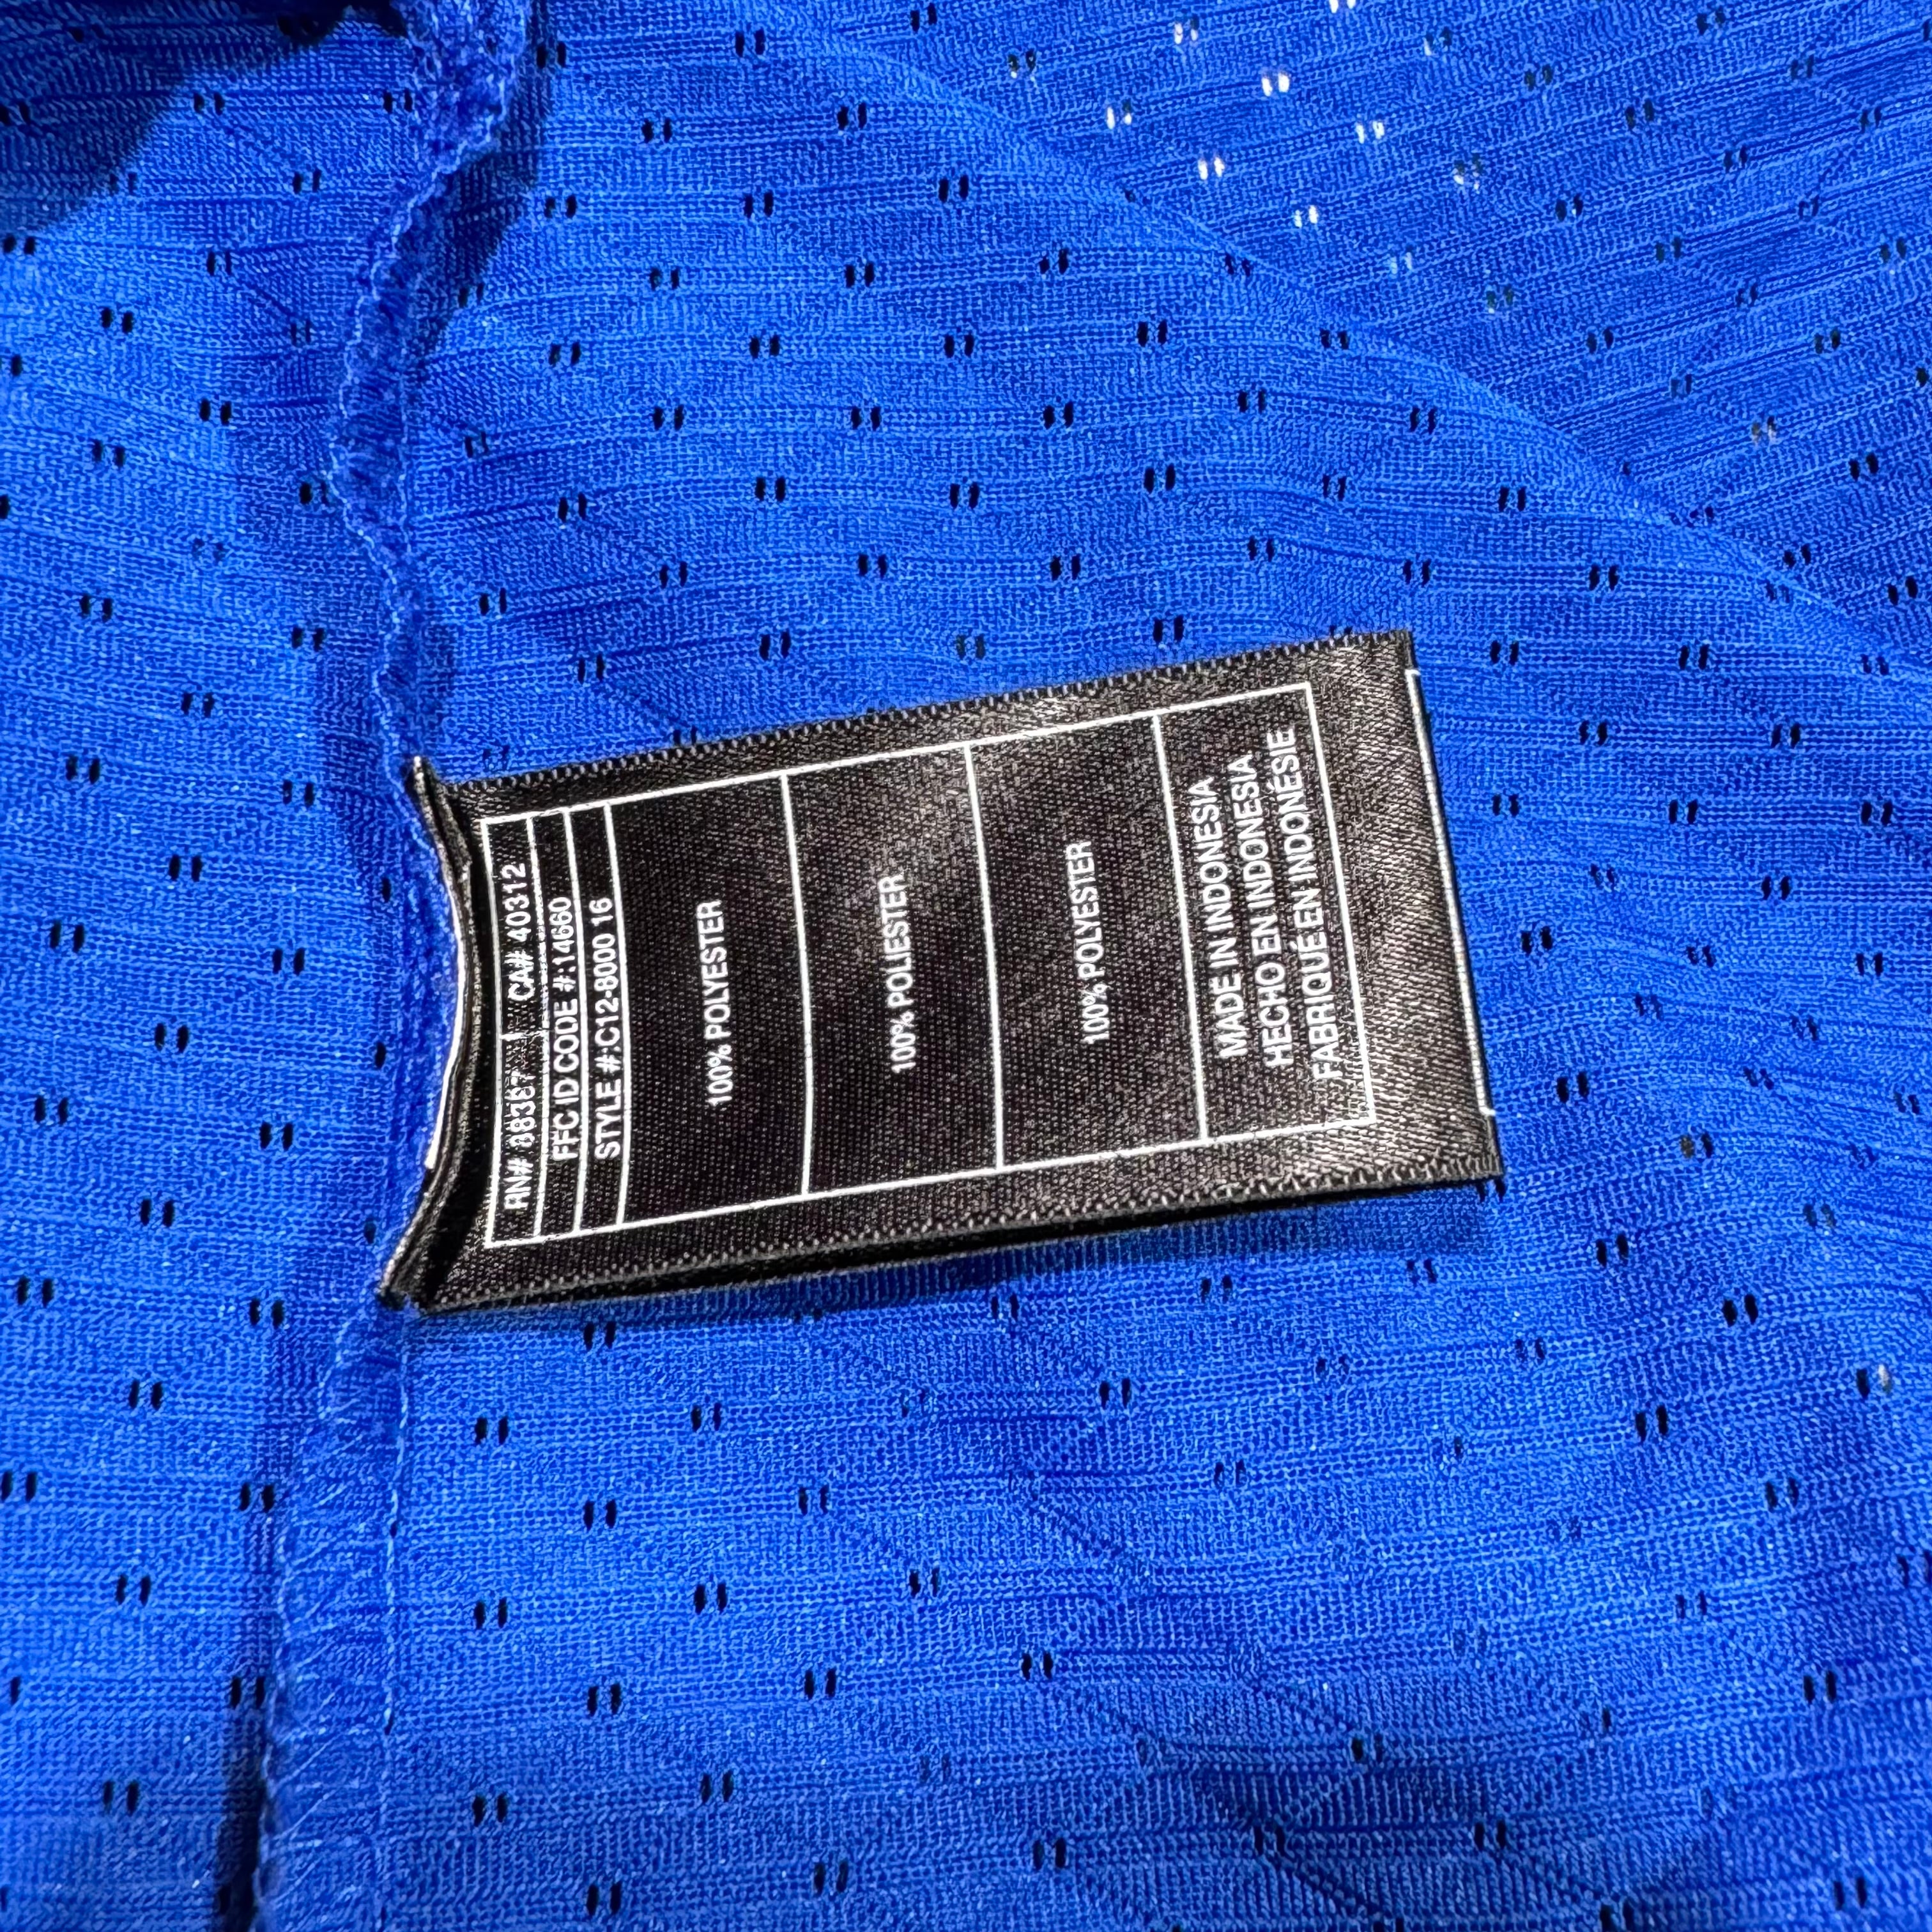 RN# 88387 CA# 40312
FFC ID CODE #:14660
STYLE #:C12-8000 16
100% POLYESTER
100% POLIESTER
100% POLYESTER
MADE IN INDONESIA
HECHO EN INDONESIA
FABRIQUÉ EN INDONÉSIE